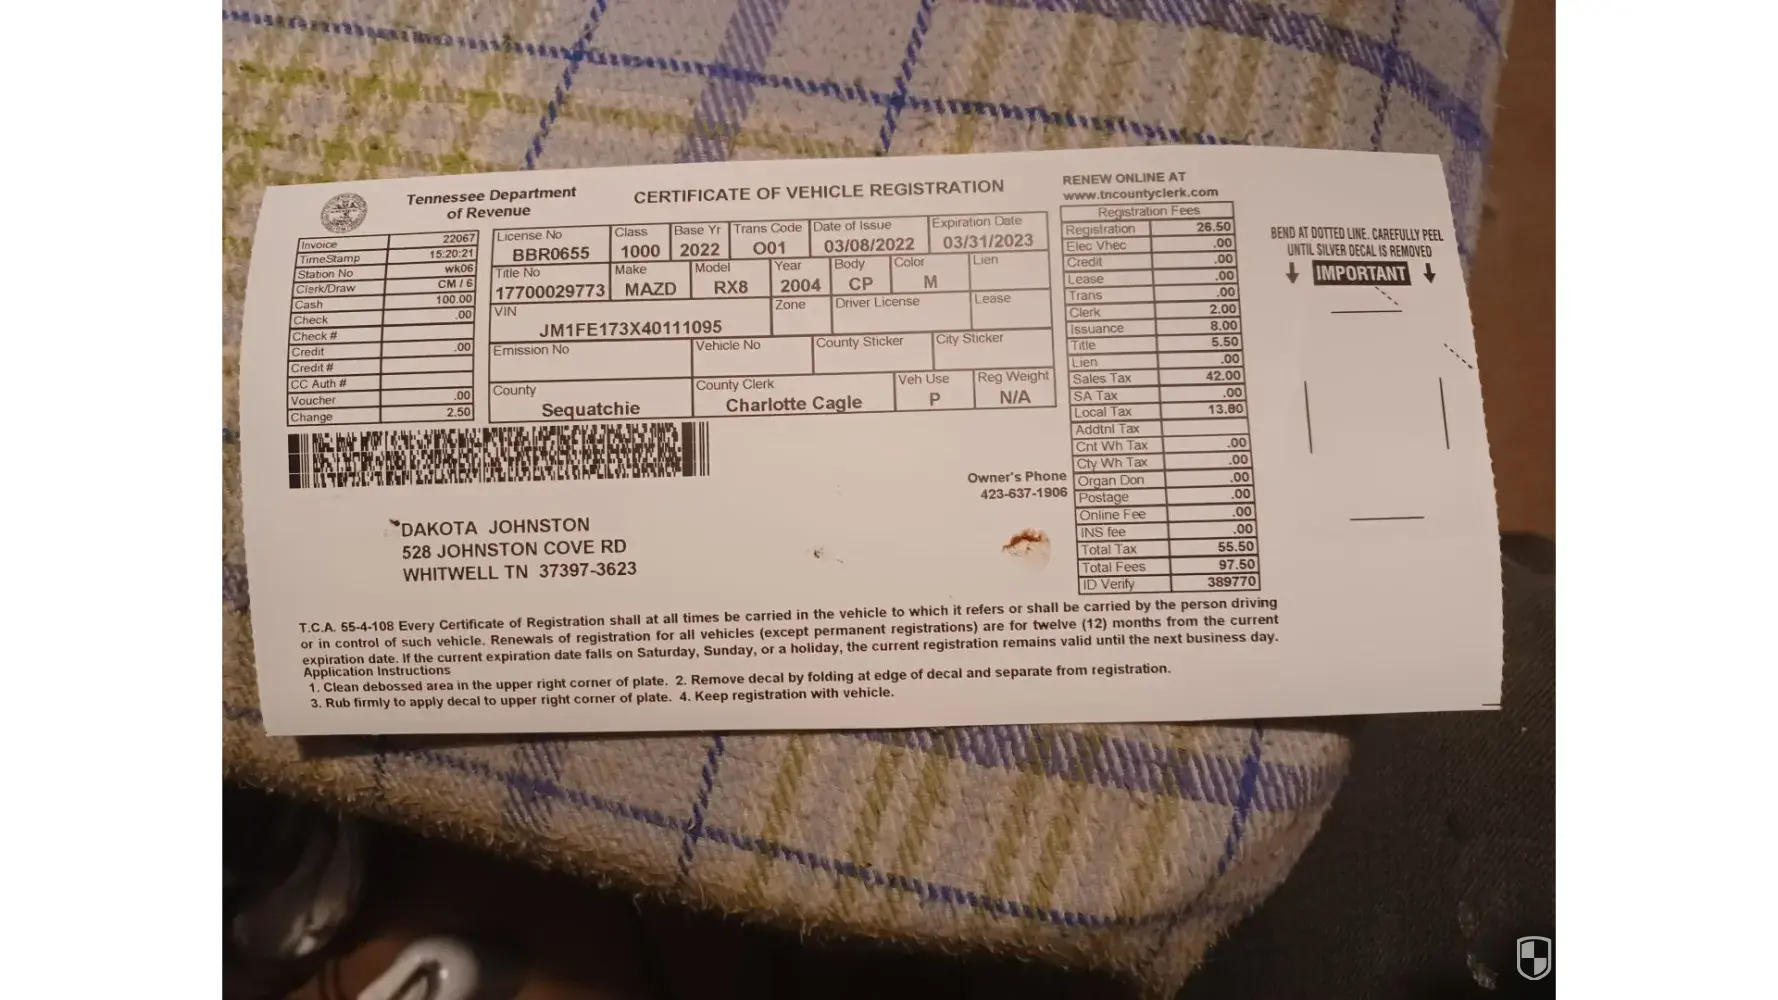 Tennessee Department
of Revenue
CERTIFICATE OF VEHICLE REGISTRATION
RENEW ONLINE AT
www.tncountyclerk.com
Invoice 22067
TimeStamp 15:20:21
Station No wk06
Clerk/Draw CM / 6
Cash 100.00
Check .00
Check #
Credit .00
Credit #
CC Auth #
Voucher .00
Change 2.50
License No Class Base Yr Trans Code Date of Issue Expiration Date
BBR0655 1000 2022 O01 03/08/2022 03/31/2023
Title No Make Model Year Body Color Lien
17700029773 MAZD RX8 2004 CP M
VIN Zone Driver License Lease
JM1FE173X40111095
Emission No Vehicle No County Sticker City Sticker
County County Clerk Veh Use Reg Weight
Sequatchie Charlotte Cagle P N/A
Registration Fees
Registration 26.50
Elec Vhec .00
Credit .00
Lease .00
Trans .00
Clerk 2.00
Issuance 8.00
Title 5.50
Lien .00
Sales Tax 42.00
SA Tax .00
Local Tax 13.80
Addtnl Tax
Cnt Wh Tax .00
Cty Wh Tax .00
Organ Don .00
Postage .00
Online Fee .00
INS fee .00
Total Tax 55.50
Total Fees 97.50
ID Verify 389770
BEND AT DOTTED LINE. CAREFULLY PEEL
UNTIL SILVER DECAL IS REMOVED
IMPORTANT
Owner's Phone
423-637-1906
DAKOTA JOHNSTON
528 JOHNSTON COVE RD
WHITWELL TN 37397-3623
T.C.A. 55-4-108 Every Certificate of Registration shall at all times be carried in the vehicle to which it refers or shall be carried by the person driving
or in control of such vehicle. Renewals of registration for all vehicles (except permanent registrations) are for twelve (12) months from the current
expiration date. If the current expiration date falls on Saturday, Sunday, or a holiday, the current registration remains valid until the next business day.
Application Instructions
1. Clean debossed area in the upper right corner of plate. 2. Remove decal by folding at edge of decal and separate from registration.
3. Rub firmly to apply decal to upper right corner of plate. 4. Keep registration with vehicle.